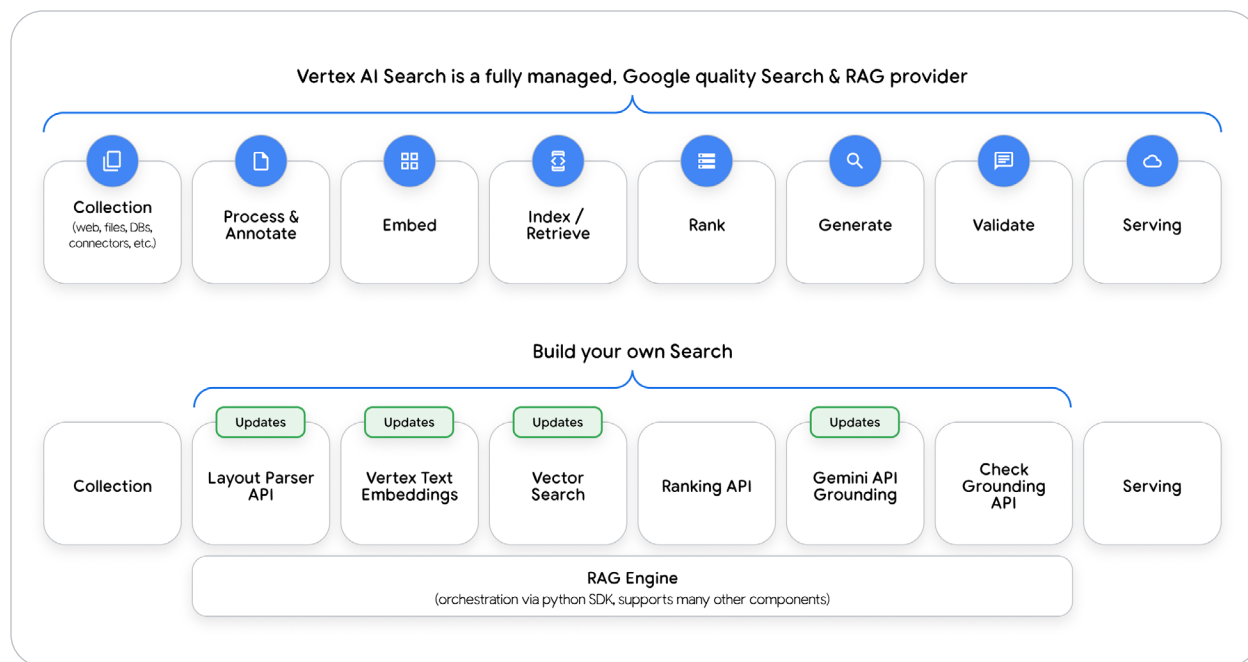 Vertex AI Search is a fully managed, Google quality Search & RAG provider
Collection
(web, files, DBs,
connectors, etc.)
Process &
Annotate
Embed
Index /
Retrieve
Rank
Generate
Validate
Serving
Build your own Search
Collection
Updates
Layout Parser
API
Updates
Vertex Text
Embeddings
Updates
Vector
Search
Ranking API
Updates
Gemini API
Grounding
Check
Grounding
API
Serving
RAG Engine
(orchestration via python SDK, supports many other components)